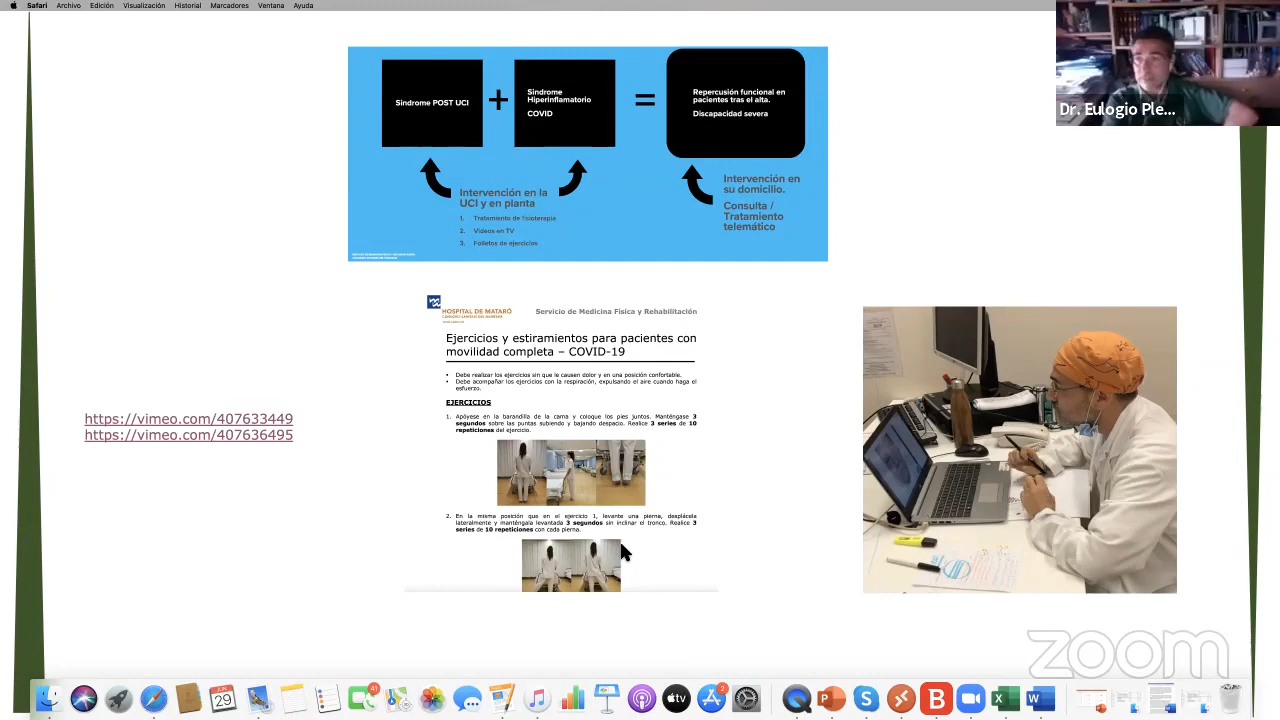 Safari Archivo Edición Visualización Historial Marcadores Ventana Ayuda
Dr. Eulogio Ple...
Sindrome POST UCI
+
Sindrome
Hiperinflamatorio
COVID
=
Repercusión funcional en
pacientes tras el alta.
Discapacidad severa
Intervención en la
UCI y en planta
1. Tratamiento de fisioterapia
2. Videos en TV
3. Folletos de ejercicios
Intervención en
su domicilio.
Consulta /
Tratamiento
telemático
HOSPITAL DE MATARÓ
Servicio de Medicina Física y Rehabilitación
Ejercicios y estiramientos para pacientes con
movilidad completa – COVID-19
• Debe realizar los ejercicios sin que le causen dolor y en una posición confortable.
• Debe acompañar los ejercicios con la respiración, expulsando el aire cuando haga el
esfuerzo.
EJERCICIOS
1. Apóyese en la barandilla de la cama y coloque los pies juntos. Manténgase 3
segundos sobre las puntas subiendo y bajando despacio. Realice 3 series de 10
repeticiones del ejercicio.
2. En la misma posición que en el ejercicio 1, levante una pierna, desplácela
lateralmente y manténgala levantada 3 segundos sin inclinar el tronco. Realice 3
series de 10 repeticiones con cada pierna.
https://vimeo.com/407633449
https://vimeo.com/407636495
zoom
JUN
29
41
tv
2
P
S
B
X
W